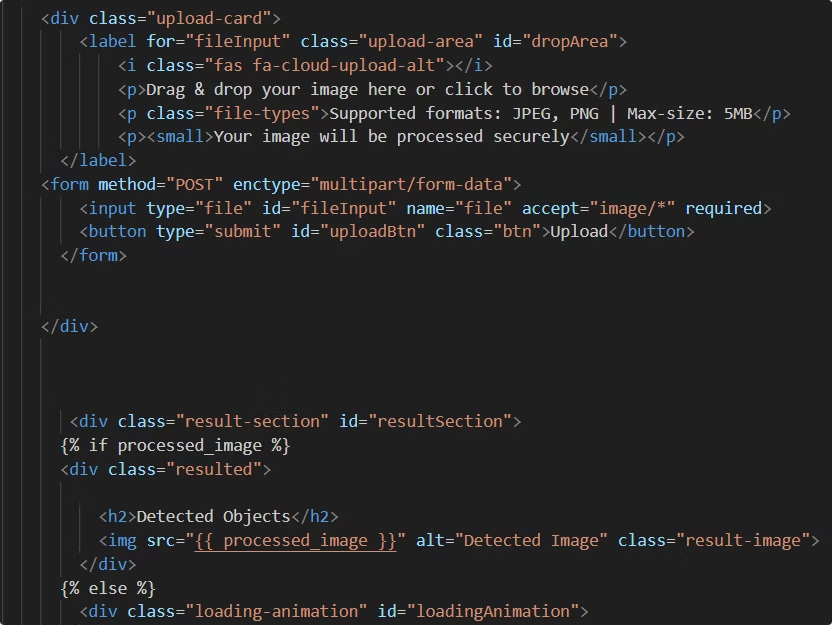 <div class="upload-card">
<label for="fileInput" class="upload-area" id="dropArea">
<i class="fas fa-cloud-upload-alt"></i>
<p>Drag & drop your image here or click to browse</p>
<p class="file-types">Supported formats: JPEG, PNG | Max-size: 5MB</p>
<p><small>Your image will be processed securely</small></p>
</label>
<form method="POST" enctype="multipart/form-data">
<input type="file" id="fileInput" name="file" accept="image/*" required>
<button type="submit" id="uploadBtn" class="btn">Upload</button>
</form>
</div>
<div class="result-section" id="resultSection">
{% if processed_image %}
<div class="resulted">
<h2>Detected Objects</h2>
<img src="{{ processed_image }}" alt="Detected Image" class="result-image">
</div>
{% else %}
<div class="loading-animation" id="loadingAnimation">